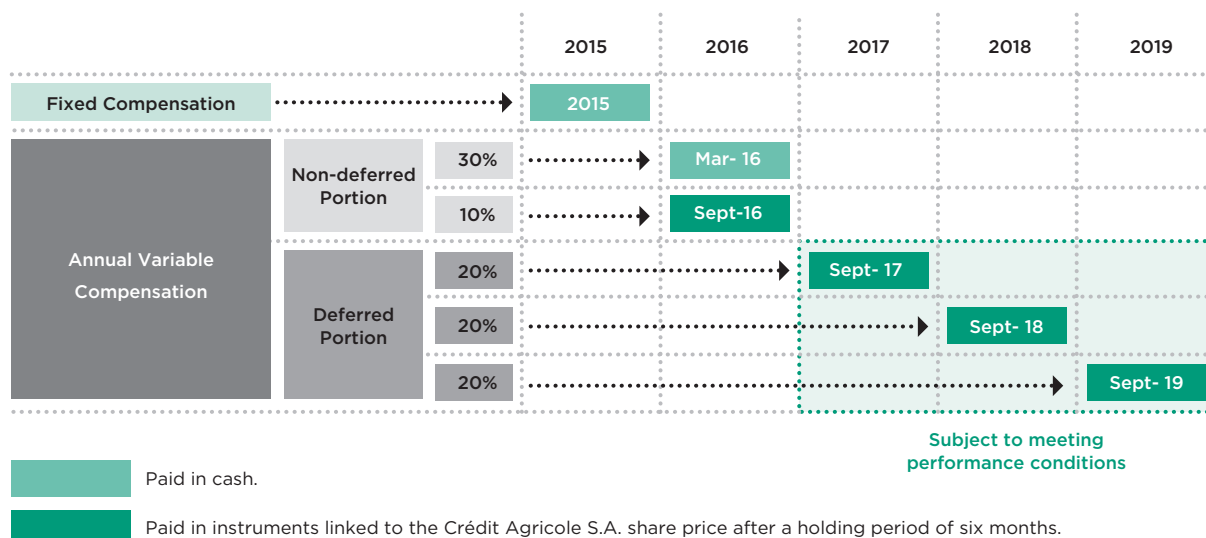 2015 2016 2017 2018 2019
Fixed Compensation 2015
30% Mar- 16
Non-deferred
Portion
10% Sept-16
Annual Variable
Compensation
20% Sept- 17
Deferred
Portion
20% Sept- 18
20% Sept- 19
Subject to meeting
performance conditions
Paid in cash.
Paid in instruments linked to the Crédit Agricole S.A. share price after a holding period of six months.